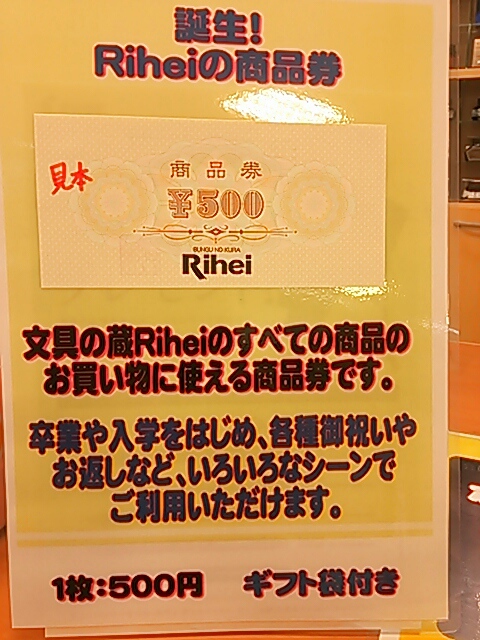 誕生!
Riheiの商品券
見本
商品券
¥500
BUNGU NO KURA
Rihei
文具の蔵Riheiのすべての商品の
お買い物に使える商品券です。
卒業や入学をはじめ、各種御祝いや
お返しなど、いろいろなシーンで
ご利用いただけます。
1枚:500円 ギフト袋付き